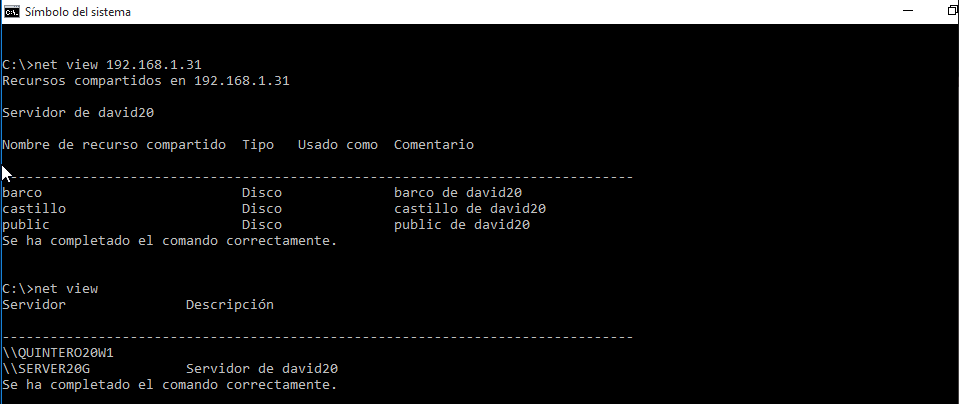 Símbolo del sistema
C:\>net view 192.168.1.31
Recursos compartidos en 192.168.1.31
Servidor de david20
Nombre de recurso compartido  Tipo   Usado como  Comentario
-------------------------------------------------------------------------------
barco                         Disco              barco de david20
castillo                      Disco              castillo de david20
public                        Disco              public de david20
Se ha completado el comando correctamente.
C:\>net view
Servidor               Descripción
-------------------------------------------------------------------------------
\\QUINTERO20W1
\\SERVER20G            Servidor de david20
Se ha completado el comando correctamente.